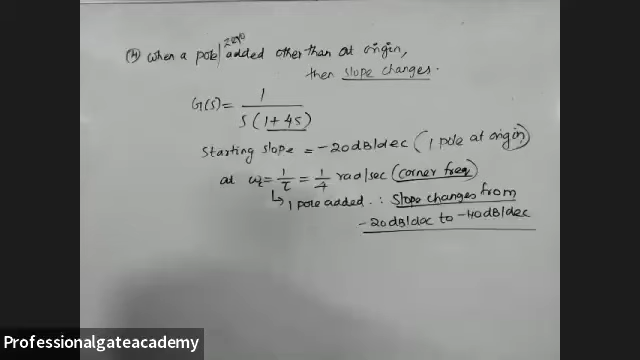 (4) when a pole/zero added other than at origin,
then slope changes.
G(s) = 1 / s(1+4s)
starting slope = -20dB/dec (1 pole at origin)
at ω = 1/τ = 1/4 rad/sec (corner freq)
↳ 1 pole added ∴ slope changes from
-20dB/dec to -40dB/dec
Professionalgateacademy